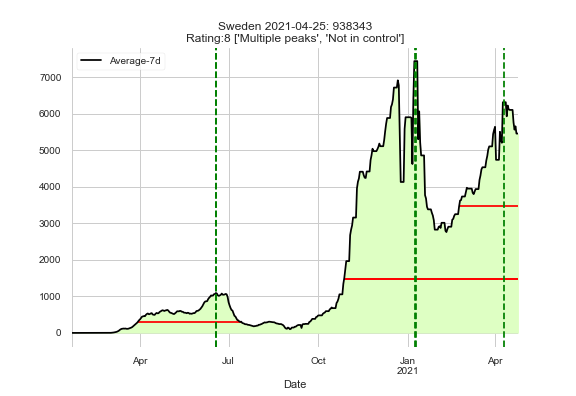 Sweden 2021-04-25: 938343
Rating:8 ['Multiple peaks', 'Not in control']
Average-7d
7000
6000
5000
4000
3000
2000
1000
0
Apr
Jul
Oct
Jan
2021
Apr
Date